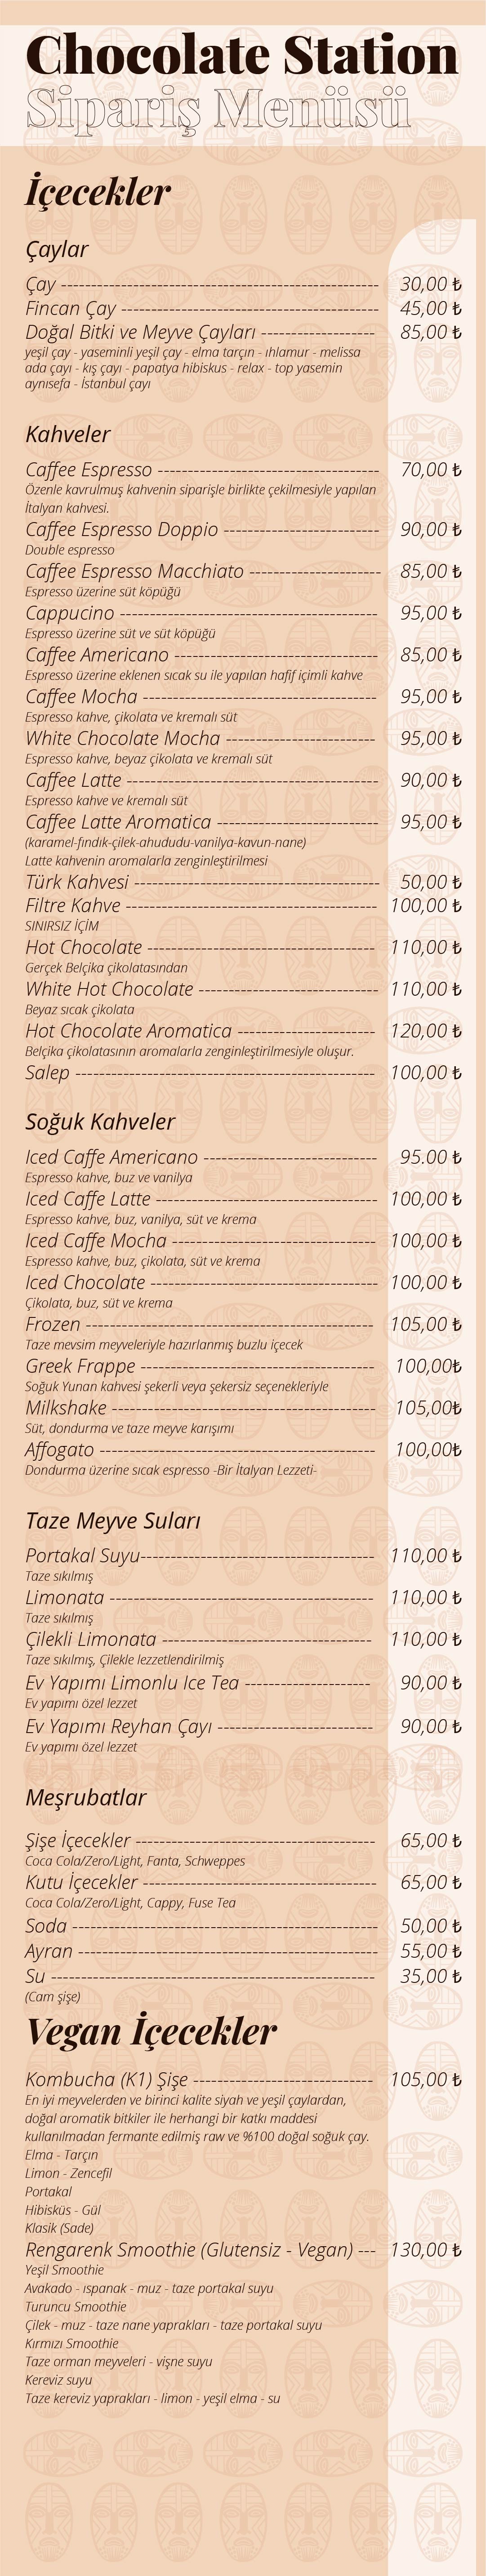 Chocolate Station
Sipariş Menüsü
İçecekler
Çaylar
Çay ---------------------------------------------------- 30,00 ₺
Fincan Çay ------------------------------------------ 45,00 ₺
Doğal Bitki ve Meyve Çayları ------------------- 85,00 ₺
yeşil çay - yaseminli yeşil çay - elma tarçın - ıhlamur - melissa
ada çayı - kış çayı - papatya hibiskus - relax - top yasemin
aynısefa - İstanbul çayı
Kahveler
Caffee Espresso ------------------------------------ 70,00 ₺
Özenle kavrulmuş kahvenin siparişle birlikte çekilmesiyle yapılan
İtalyan kahvesi.
Caffee Espresso Doppio -------------------------- 90,00 ₺
Double espresso
Caffee Espresso Macchiato ---------------------- 85,00 ₺
Espresso üzerine süt köpüğü
Cappucino ------------------------------------------ 95,00 ₺
Espresso üzerine süt ve süt köpüğü
Caffee Americano --------------------------------- 85,00 ₺
Espresso üzerine eklenen sıcak su ile yapılan hafif içimli kahve
Caffee Mocha -------------------------------------- 95,00 ₺
Espresso kahve, çikolata ve kremalı süt
White Chocolate Mocha ------------------------- 95,00 ₺
Espresso kahve, beyaz çikolata ve kremalı süt
Caffee Latte ----------------------------------------- 90,00 ₺
Espresso kahve ve kremalı süt
Caffee Latte Aromatica --------------------------- 95,00 ₺
(karamel-fındık-çilek-ahududu-vanilya-kavun-nane)
Latte kahvenin aromalarla zenginleştirilmesi
Türk Kahvesi ---------------------------------------- 50,00 ₺
Filtre Kahve ----------------------------------------- 100,00 ₺
SINIRSIZ İÇİM
Hot Chocolate ------------------------------------- 110,00 ₺
Gerçek Belçika çikolatasından
White Hot Chocolate ----------------------------- 110,00 ₺
Beyaz sıcak çikolata
Hot Chocolate Aromatica ----------------------- 120,00 ₺
Belçika çikolatasının aromalarla zenginleştirilmesiyle oluşur.
Salep ------------------------------------------------- 100,00 ₺
Soğuk Kahveler
Iced Caffe Americano ---------------------------- 95.00 ₺
Espresso kahve, buz ve vanilya
Iced Caffe Latte ------------------------------------ 100,00 ₺
Espresso kahve, buz, vanilya, süt ve krema
Iced Caffe Mocha --------------------------------- 100,00 ₺
Espresso kahve, buz, çikolata, süt ve krema
Iced Chocolate ------------------------------------- 100,00 ₺
Çikolata, buz, süt ve krema
Frozen ----------------------------------------------- 105,00 ₺
Taze mevsim meyveleriyle hazırlanmış buzlu içecek
Greek Frappe -------------------------------------- 100,00₺
Soğuk Yunan kahvesi şekerli veya şekersiz seçenekleriyle
Milkshake ------------------------------------------- 105,00₺
Süt, dondurma ve taze meyve karışımı
Affogato --------------------------------------------- 100,00₺
Dondurma üzerine sıcak espresso -Bir İtalyan Lezzeti-
Taze Meyve Suları
Portakal Suyu-------------------------------------- 110,00 ₺
Taze sıkılmış
Limonata ------------------------------------------- 110,00 ₺
Taze sıkılmış
Çilekli Limonata ----------------------------------- 110,00 ₺
Taze sıkılmış, Çilekle lezzetlendirilmiş
Ev Yapımı Limonlu Ice Tea --------------------- 90,00 ₺
Ev yapımı özel lezzet
Ev Yapımı Reyhan Çayı -------------------------- 90,00 ₺
Ev yapımı özel lezzet
Meşrubatlar
Şişe İçecekler --------------------------------------- 65,00 ₺
Coca Cola/Zero/Light, Fanta, Schweppes
Kutu İçecekler -------------------------------------- 65,00 ₺
Coca Cola/Zero/Light, Cappy, Fuse Tea
Soda -------------------------------------------------- 50,00 ₺
Ayran ------------------------------------------------- 55,00 ₺
Su ----------------------------------------------------- 35,00 ₺
(Cam şişe)
Vegan İçecekler
Kombucha (K1) Şişe ------------------------------ 105,00 ₺
En iyi meyvelerden ve birinci kalite siyah ve yeşil çaylardan,
doğal aromatik bitkiler ile herhangi bir katkı maddesi
kullanılmadan fermante edilmiş raw ve %100 doğal soğuk çay.
Elma - Tarçın
Limon - Zencefil
Portakal
Hibisküs - Gül
Klasik (Sade)
Rengarenk Smoothie (Glutensiz - Vegan) --- 130,00 ₺
Yeşil Smoothie
Avakado - ıspanak - muz - taze portakal suyu
Turuncu Smoothie
Çilek - muz - taze nane yaprakları - taze portakal suyu
Kırmızı Smoothie
Taze orman meyveleri - vişne suyu
Kereviz suyu
Taze kereviz yaprakları - limon - yeşil elma - su